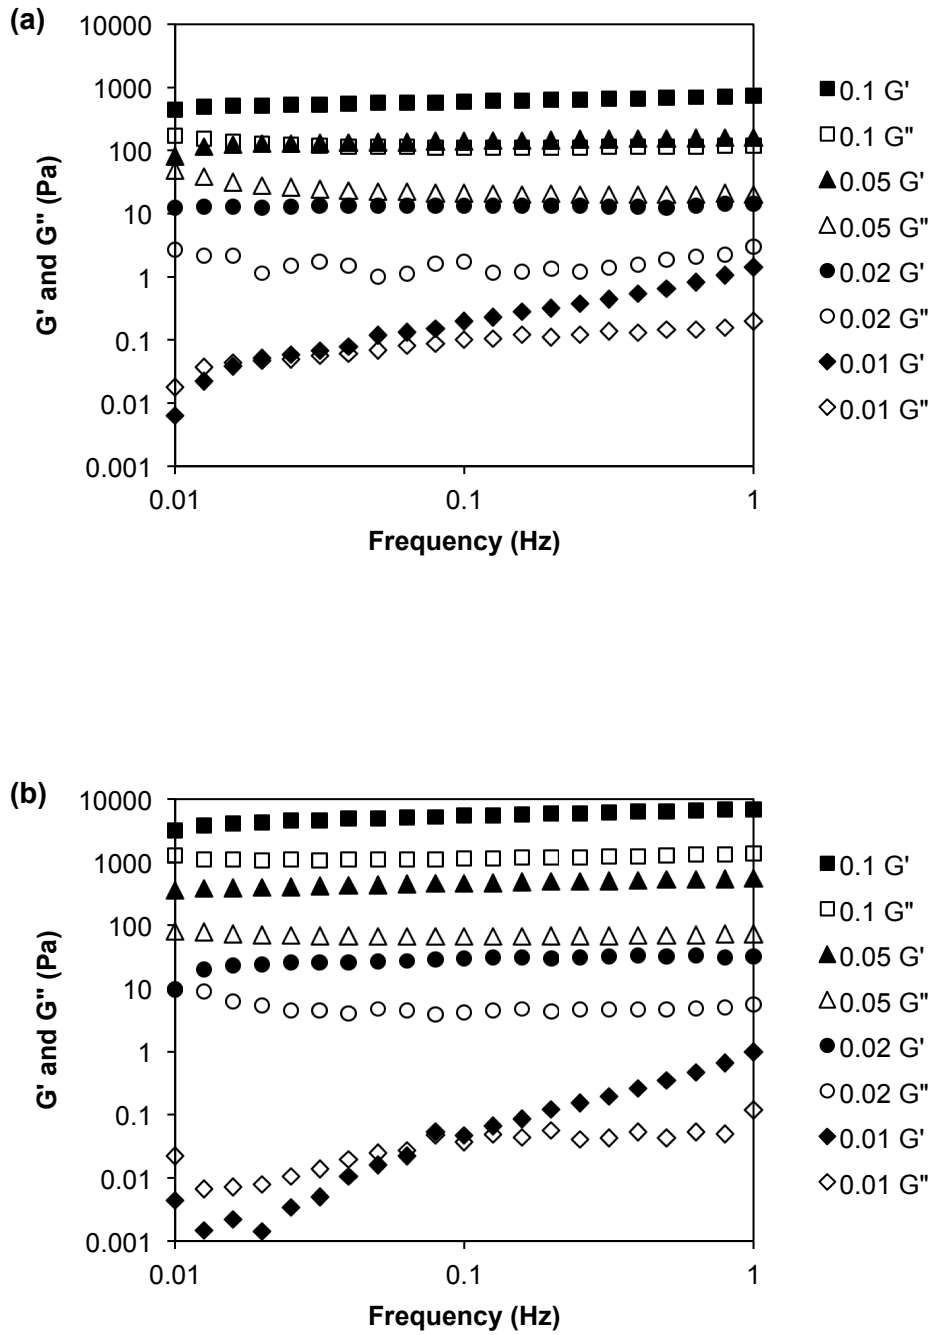 (a)
10000
1000
100
10
1
0.1
0.01
0.001
G' and G" (Pa)
0.01 0.1 1
Frequency (Hz)
0.1 G'
0.1 G"
0.05 G'
0.05 G"
0.02 G'
0.02 G"
0.01 G'
0.01 G"
(b)
10000
1000
100
10
1
0.1
0.01
0.001
G' and G" (Pa)
0.01 0.1 1
Frequency (Hz)
0.1 G'
0.1 G"
0.05 G'
0.05 G"
0.02 G'
0.02 G"
0.01 G'
0.01 G"